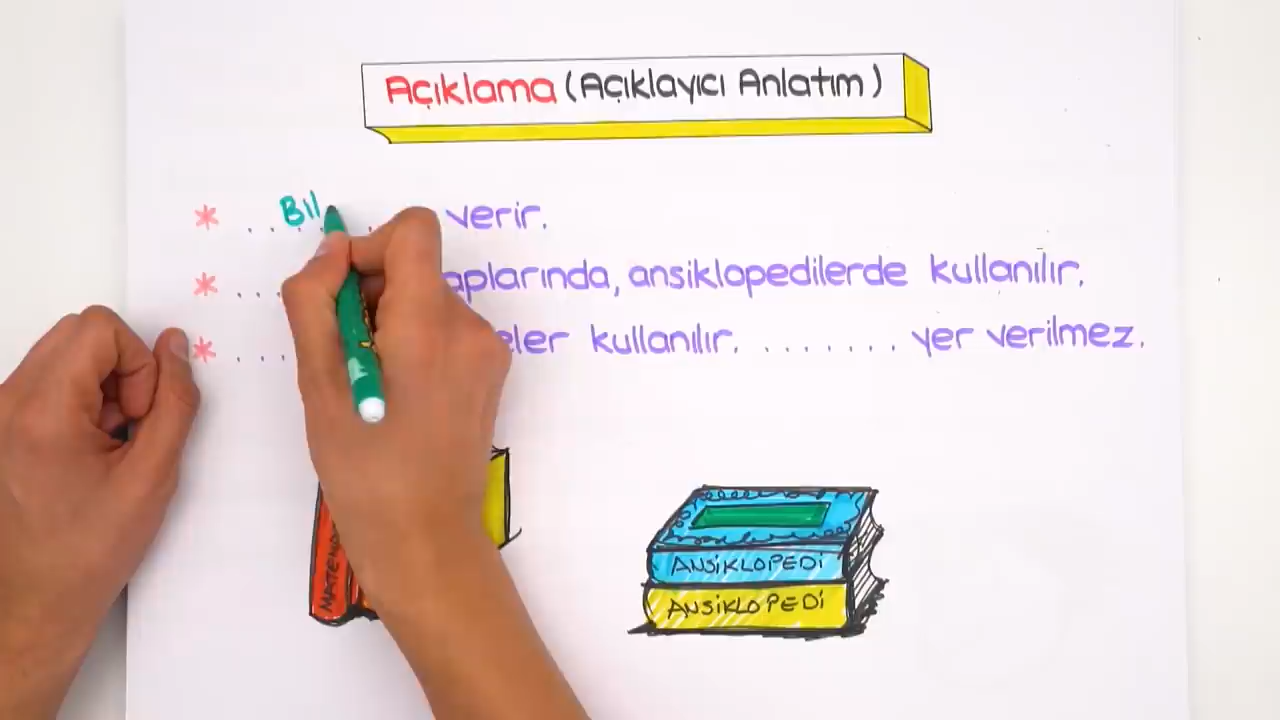 Açıklama (Açıklayıcı Anlatım)
* . . Bil verir.
* . . . aplarında, ansiklopedilerde kullanılır.
* . . . eler kullanılır. . . . . . . . yer verilmez.
ANSİKLOPEDİ
ANSİKLOPEDİ